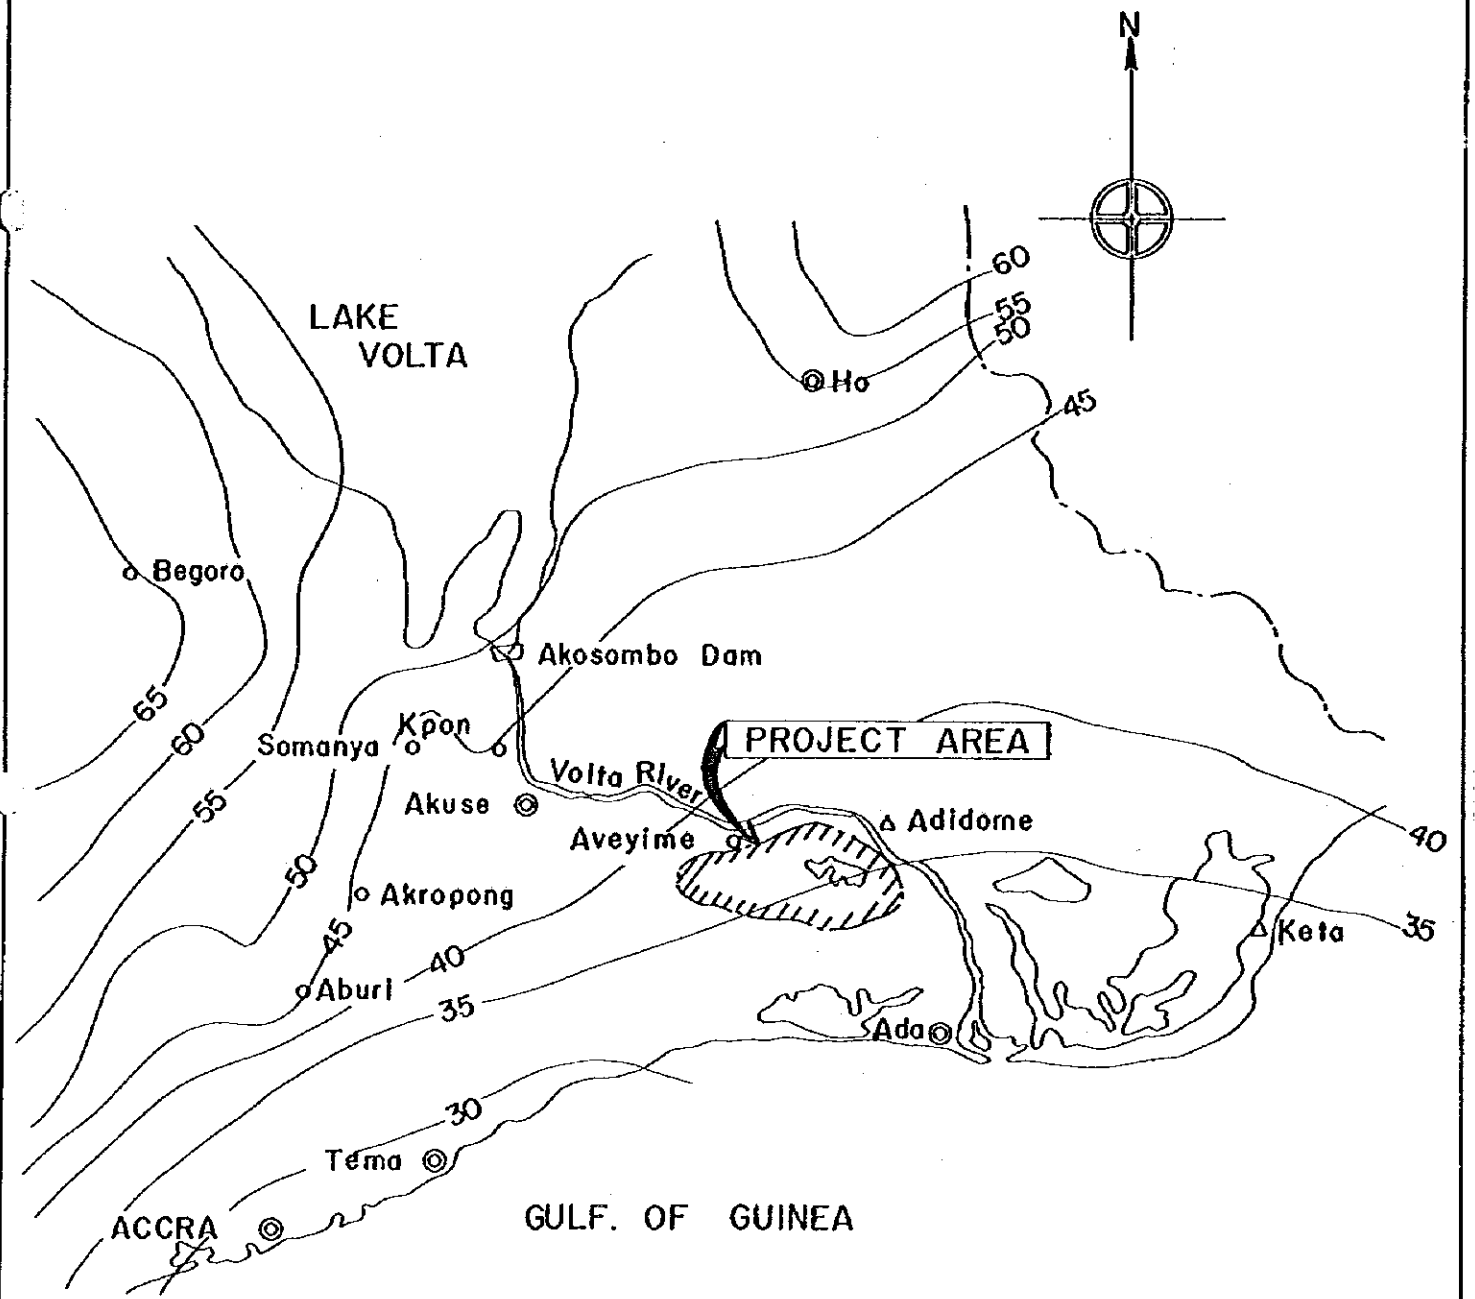 N
60
LAKE
VOLTA
55
50
Ho
45
Begoro
Akosombo Dam
65
Kpon
60
Somanya
PROJECT AREA
Volta River
55
Akuse
Adidome
Aveyime
40
50
Akropong
45
35
Keta
40
Aburi
35
Ada
30
Tema
ACCRA
GULF. OF GUINEA